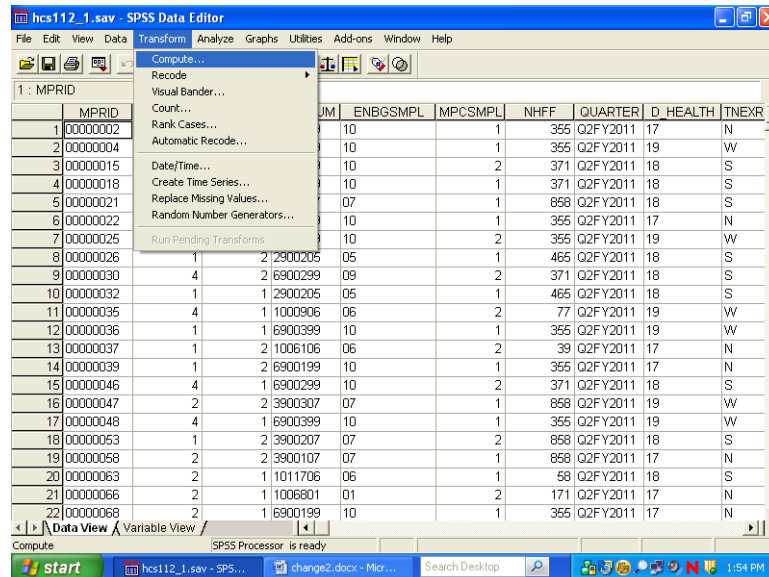 hcs112_1.sav - SPSS Data Editor
File Edit View Data Transform Analyze Graphs Utilities Add-ons Window Help
Compute...
Recode
Visual Bander...
Count...
Rank Cases...
Automatic Recode...
Date/Time...
Create Time Series...
Replace Missing Values...
Random Number Generators...
Run Pending Transforms
1 : MPRID
MPRID UM ENBGSMPL MPCSMPL NHFF QUARTER D_HEALTH TNEXR
1 00000002 10 1 355 Q2FY2011 17 N
2 00000004 10 1 355 Q2FY2011 19 W
3 00000015 10 2 371 Q2FY2011 18 S
4 00000018 10 1 371 Q2FY2011 18 S
5 00000021 07 1 858 Q2FY2011 18 S
6 00000022 10 1 355 Q2FY2011 17 N
7 00000025 10 2 355 Q2FY2011 19 W
8 00000026 1 2 2900205 05 1 465 Q2FY2011 18 S
9 00000030 4 2 6900299 09 2 371 Q2FY2011 18 S
10 00000032 1 1 2900205 05 1 465 Q2FY2011 18 S
11 00000035 4 1 1000906 06 2 77 Q2FY2011 19 W
12 00000036 1 1 6900399 10 1 355 Q2FY2011 19 W
13 00000037 1 2 1006106 06 2 39 Q2FY2011 17 N
14 00000039 1 1 6900199 10 1 355 Q2FY2011 17 N
15 00000046 4 1 6900299 10 2 371 Q2FY2011 18 S
16 00000047 2 2 3900307 07 1 858 Q2FY2011 19 W
17 00000048 4 1 6900399 10 1 355 Q2FY2011 19 W
18 00000053 1 2 3900207 07 2 858 Q2FY2011 18 S
19 00000058 2 2 3900107 07 1 858 Q2FY2011 17 N
20 00000063 2 1 1011706 06 1 58 Q2FY2011 18 S
21 00000066 2 1 1006801 01 2 171 Q2FY2011 17 N
22 00000068 2 1 6900199 10 1 355 Q2FY2011 17 N
Data View Variable View
Compute SPSS Processor is ready
start hcs112_1.sav - SPS... change2.docx - Micr... Search Desktop 1:54 PM